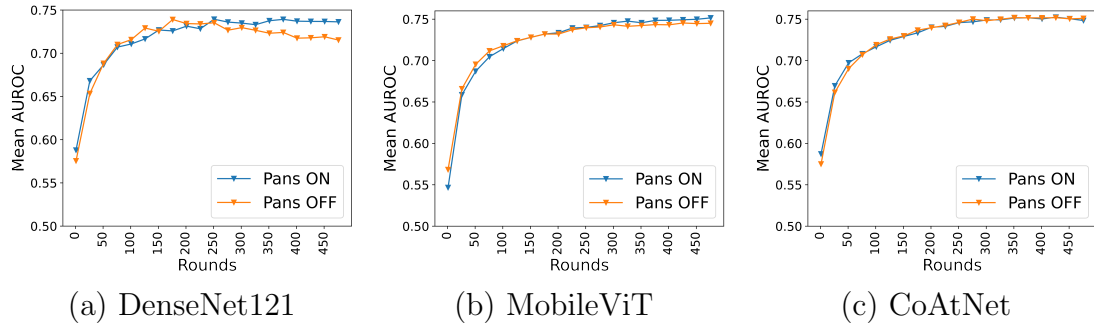 Mean AUROC
0.75
0.70
0.65
0.60
0.55
0.50
Pans ON
Pans OFF
0 50 100 150 200 250 300 350 400 450
Rounds
(a) DenseNet121
Mean AUROC
0.75
0.70
0.65
0.60
0.55
0.50
Pans ON
Pans OFF
0 50 100 150 200 250 300 350 400 450
Rounds
(b) MobileViT
Mean AUROC
0.75
0.70
0.65
0.60
0.55
0.50
Pans ON
Pans OFF
0 50 100 150 200 250 300 350 400 450
Rounds
(c) CoAtNet